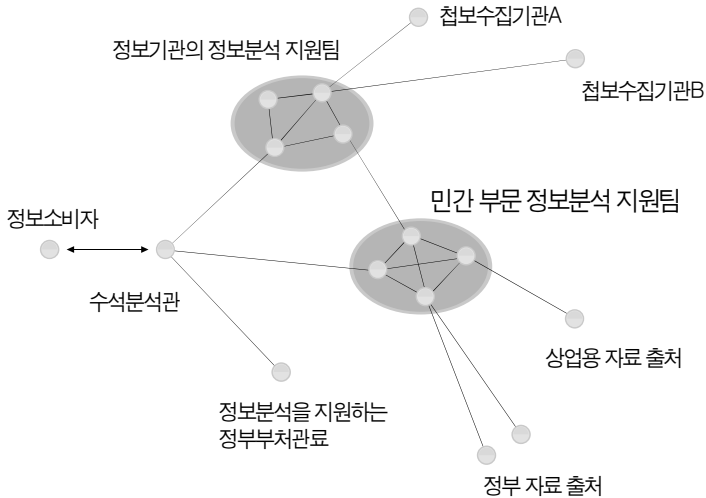 첩보수집기관A
정보기관의 정보분석 지원팀
첩보수집기관B
민간 부문 정보분석 지원팀
정보소비자
수석분석관
상업용 자료 출처
정보분석을 지원하는
정부부처관료
정부 자료 출처